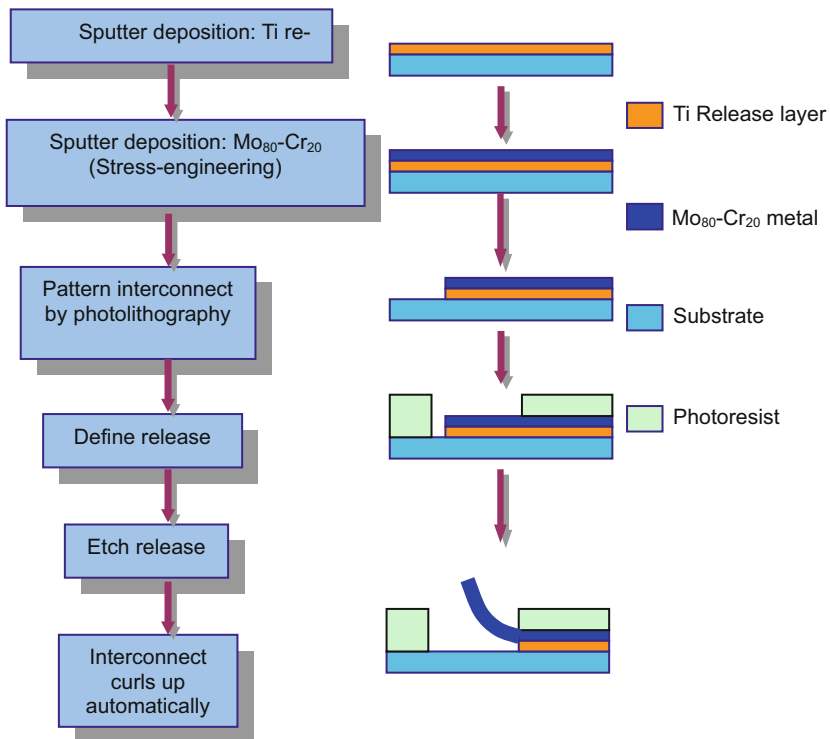 Sputter deposition: Ti re-
Sputter deposition: Mo₈₀-Cr₂₀
(Stress-engineering)
Pattern interconnect
by photolithography
Define release
Etch release
Interconnect
curls up
automatically
Ti Release layer
Mo₈₀-Cr₂₀ metal
Substrate
Photoresist